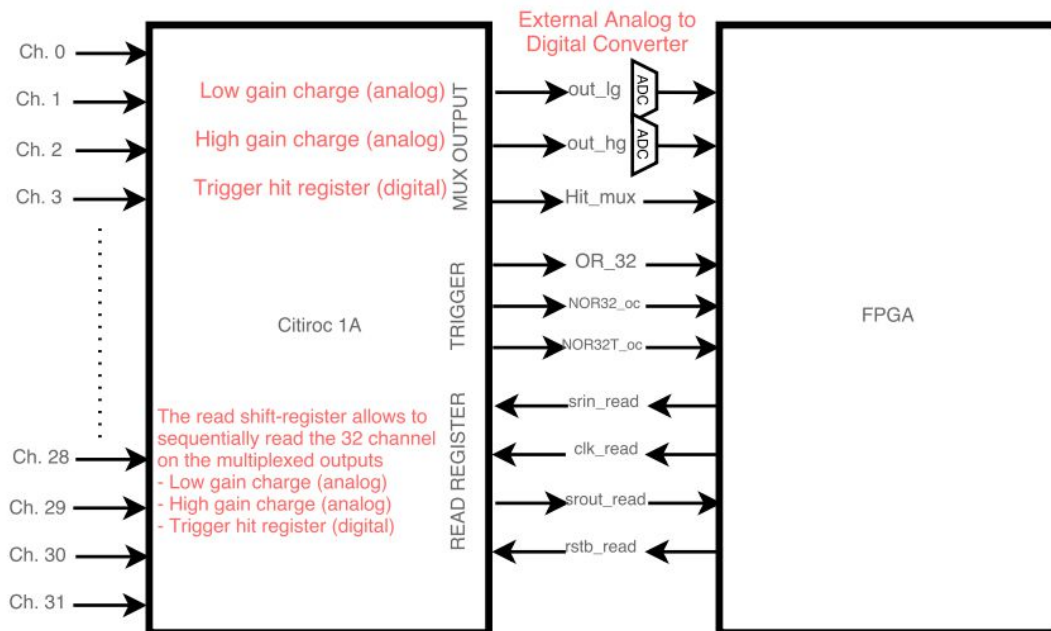 External Analog to
Digital Converter
Ch. 0
Ch. 1
Ch. 2
Ch. 3
Ch. 28
Ch. 29
Ch. 30
Ch. 31
Low gain charge (analog)
High gain charge (analog)
Trigger hit register (digital)
Citiroc 1A
The read shift-register allows to
sequentially read the 32 channel
on the multiplexed outputs
- Low gain charge (analog)
- High gain charge (analog)
- Trigger hit register (digital)
MUX OUTPUT
TRIGGER
READ REGISTER
out_lg
ADC
out_hg
ADC
Hit_mux
OR_32
NOR32_oc
NOR32T_oc
srin_read
clk_read
srout_read
rstb_read
FPGA